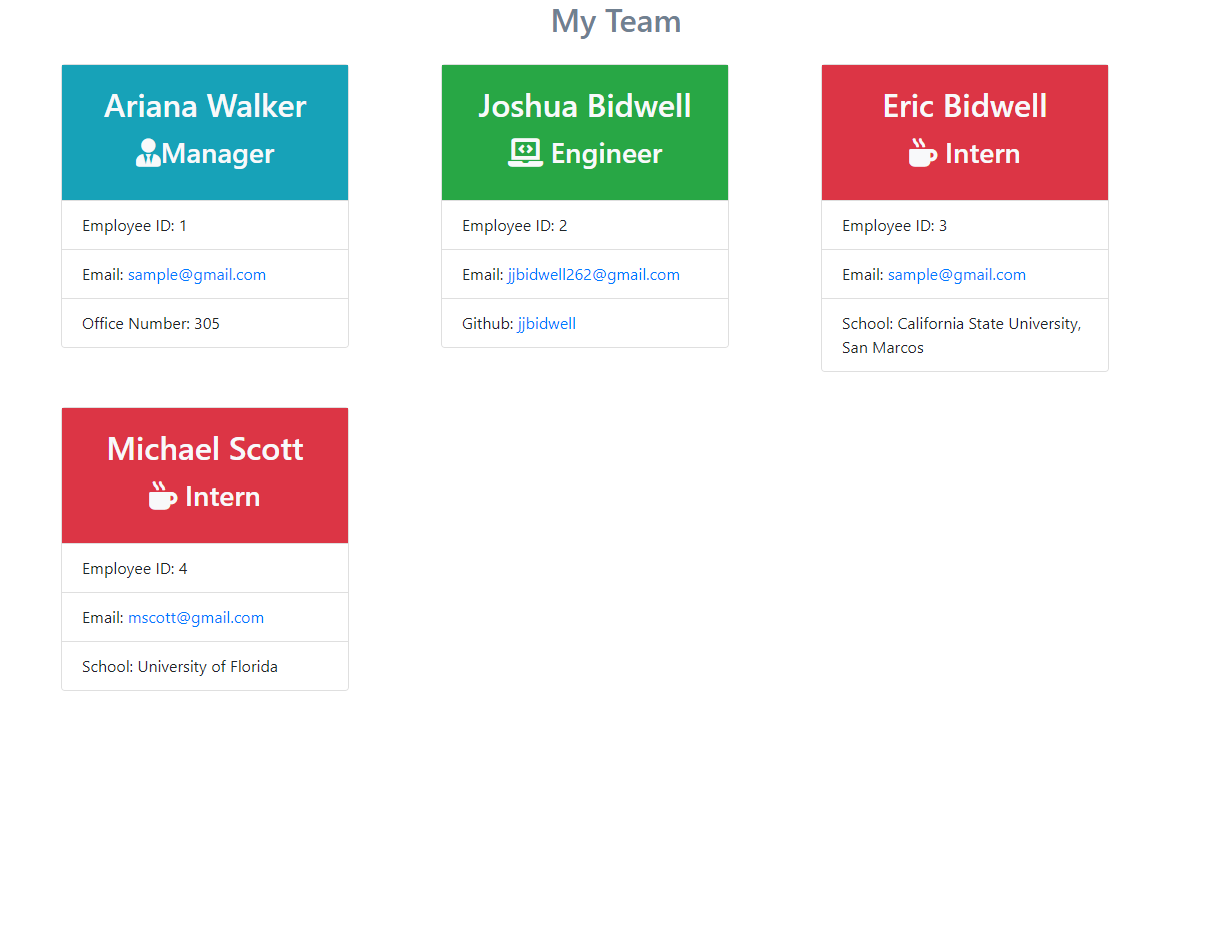 My Team
Ariana Walker
Manager
Employee ID: 1
Email: sample@gmail.com
Office Number: 305
Joshua Bidwell
Engineer
Employee ID: 2
Email: jjbidwell262@gmail.com
Github: jjbidwell
Eric Bidwell
Intern
Employee ID: 3
Email: sample@gmail.com
School: California State University,
San Marcos
Michael Scott
Intern
Employee ID: 4
Email: mscott@gmail.com
School: University of Florida